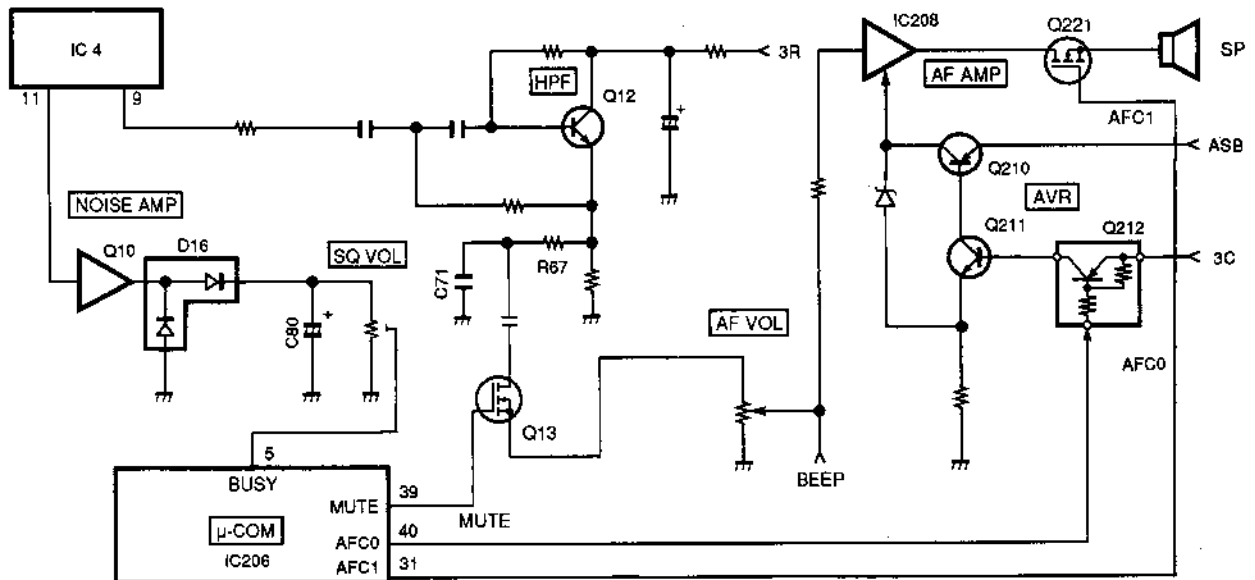 IC 4
11
9
HPF
Q12
3R
IC208
AF AMP
Q221
SP
AFC1
ASB
Q210
AVR
Q211
Q212
3C
AFC0
NOISE AMP
Q10
D16
SQ VOL
C80
+
+
C71
R67
AF VOL
Q13
BEEP
5
BUSY
MUTE
39
MUTE
μ-COM
IC206
AFC0
40
AFC1
31